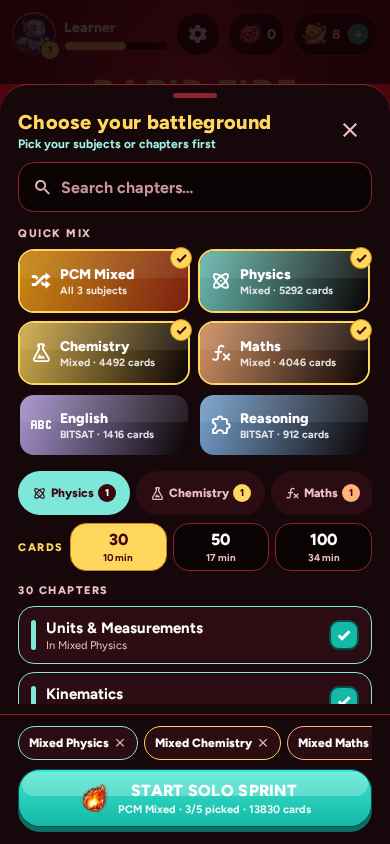 Learner
0
8
RAPID FIRE
Choose your battleground
Pick your subjects or chapters first
Search chapters...
QUICK MIX
PCM Mixed
All 3 subjects
Physics
Mixed · 5292 cards
Chemistry
Mixed · 4492 cards
Maths
Mixed · 4046 cards
ABC
English
BITSAT · 1416 cards
Reasoning
BITSAT · 912 cards
Physics 1
Chemistry 1
Maths 1
CARDS
30
10 min
50
17 min
100
34 min
30 CHAPTERS
Units & Measurements
In Mixed Physics
Kinematics
Mixed Physics
Mixed Chemistry
Mixed Maths
START SOLO SPRINT
PCM Mixed · 3/5 picked · 13830 cards